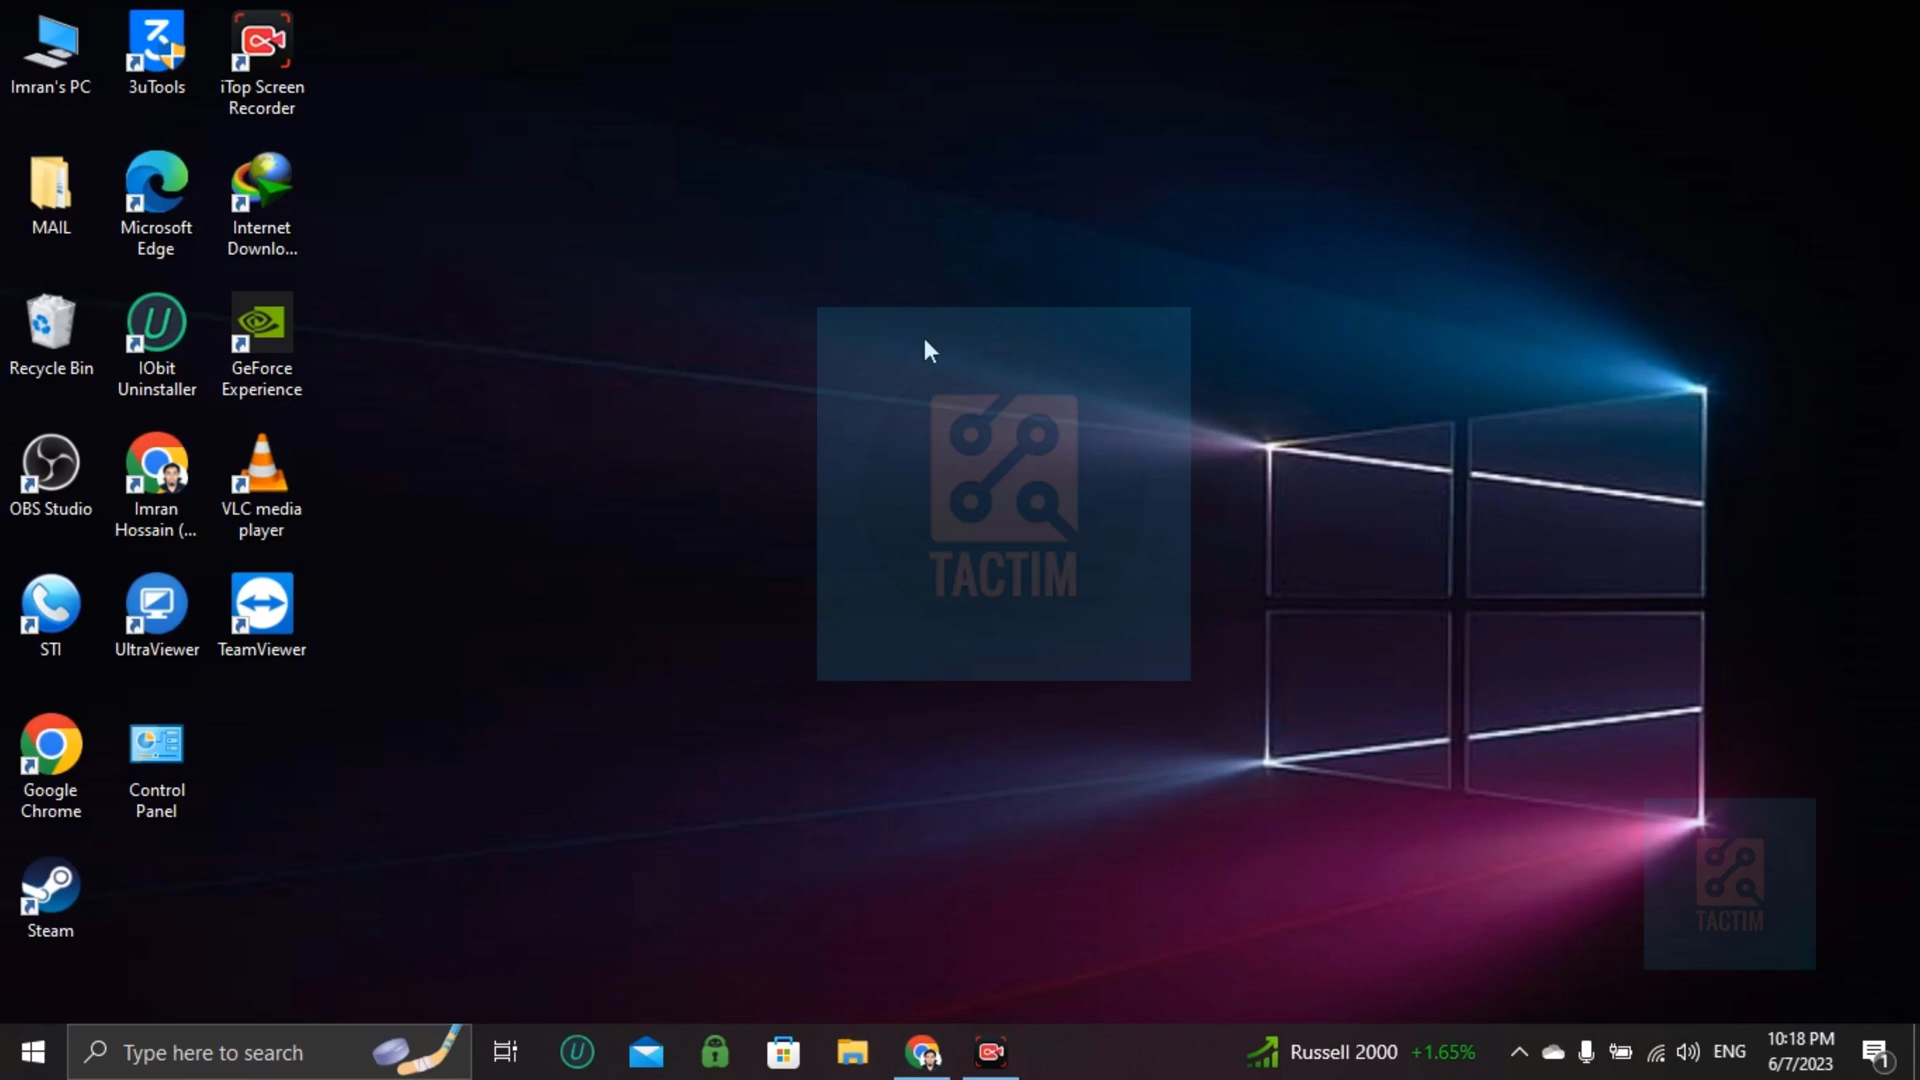 Imran's PC
3uTools
iTop Screen
Recorder
MAIL
Microsoft
Edge
Internet
Downlo...
Recycle Bin
IObit
Uninstaller
GeForce
Experience
OBS Studio
Imran
Hossain (...
VLC media
player
STI
UltraViewer
TeamViewer
Google
Chrome
Control
Panel
Steam
TACTIM
TACTIM
Type here to search
Russell 2000 +1.65%
ENG
10:18 PM
6/7/2023
1